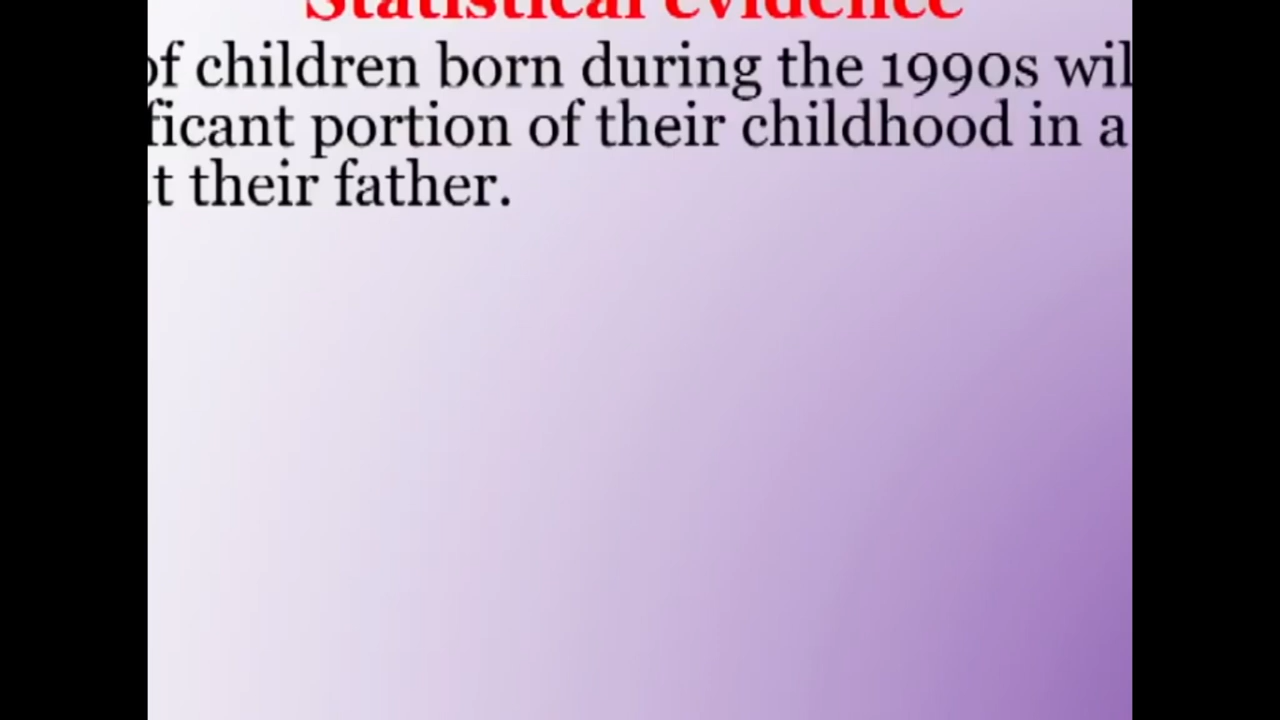 Statistical evidence
of children born during the 1990s wil
ficant portion of their childhood in a
t their father.